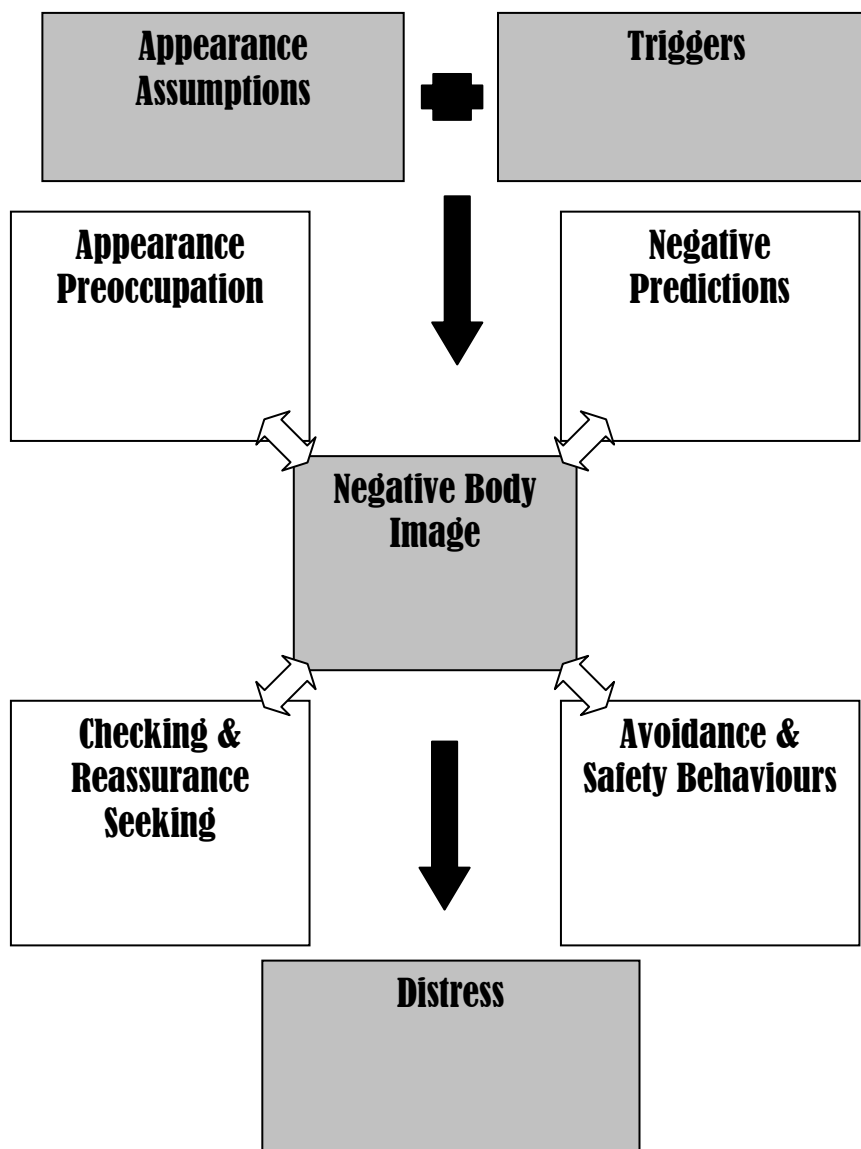 Appearance
Assumptions
Triggers
Appearance
Preoccupation
Negative
Predictions
Negative Body
Image
Checking &
Reassurance
Seeking
Avoidance &
Safety Behaviours
Distress